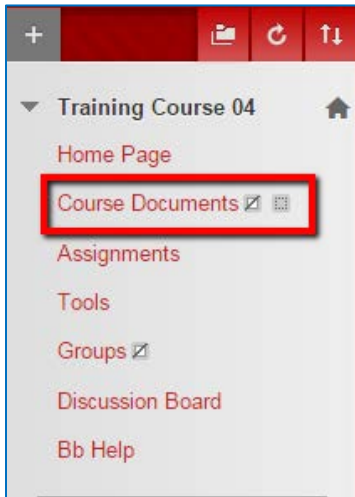 Training Course 04
Home Page
Course Documents
Assignments
Tools
Groups
Discussion Board
Bb Help